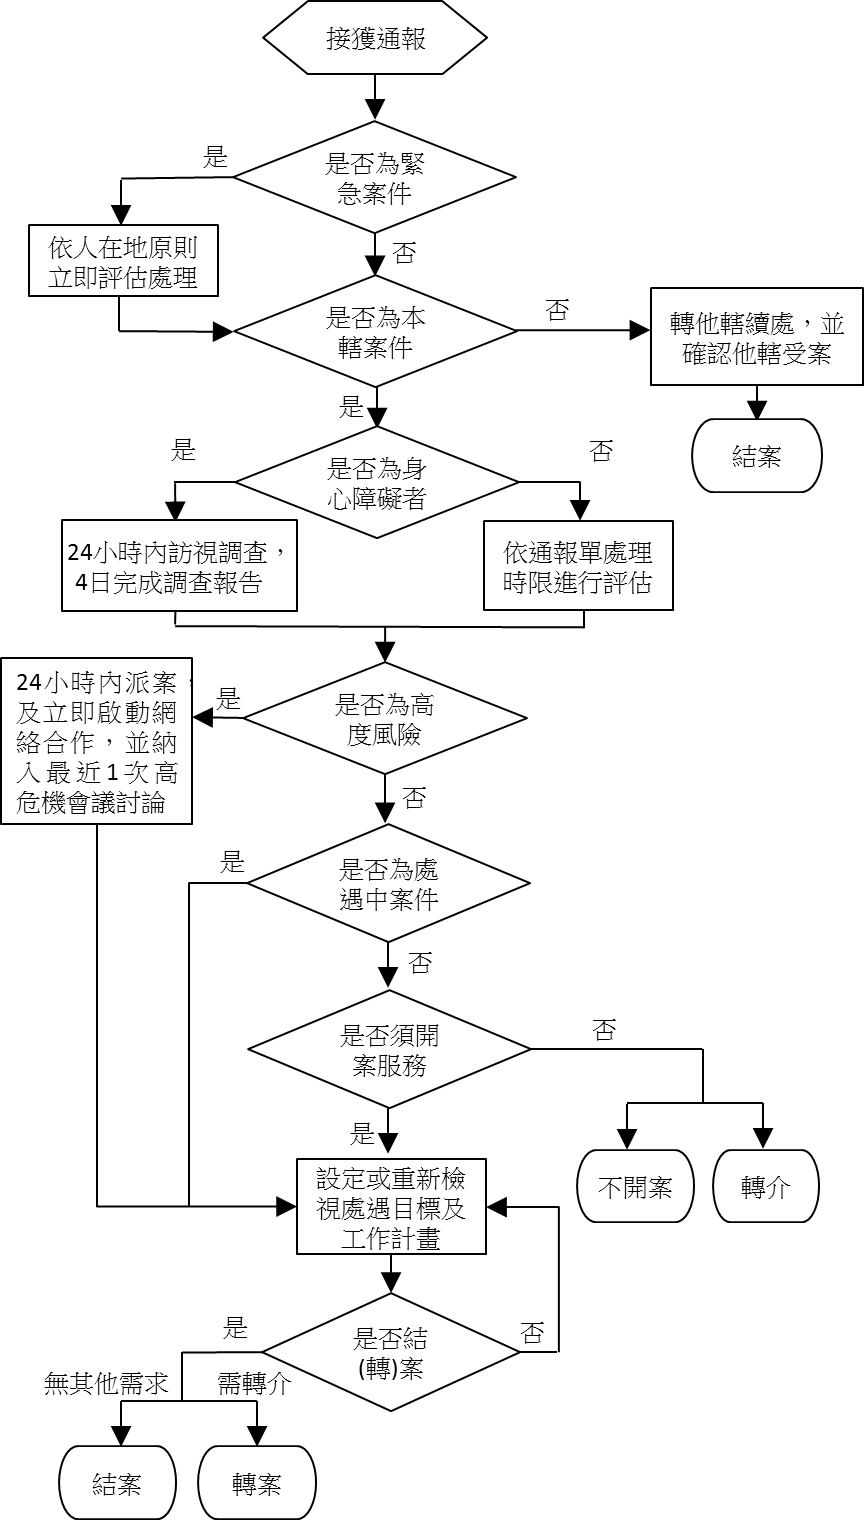 接獲通報
是否為緊
急案件
是
依人在地原則
立即評估處理
否
是否為本
轄案件
否
轉他轄續處，並
確認他轄受案
結案
是
是否為身
心障礙者
是
24小時內訪視調查，
4日完成調查報告
否
依通報單處理
時限進行評估
是否為高
度風險
是
24小時內派案，
及立即啟動網
絡合作，並納
入最近1次高
危機會議討論
否
是否為處
遇中案件
是
否
是否須開
案服務
否
不開案
轉介
是
設定或重新檢
視處遇目標及
工作計畫
是否結
(轉)案
否
是
無其他需求
需轉介
結案
轉案